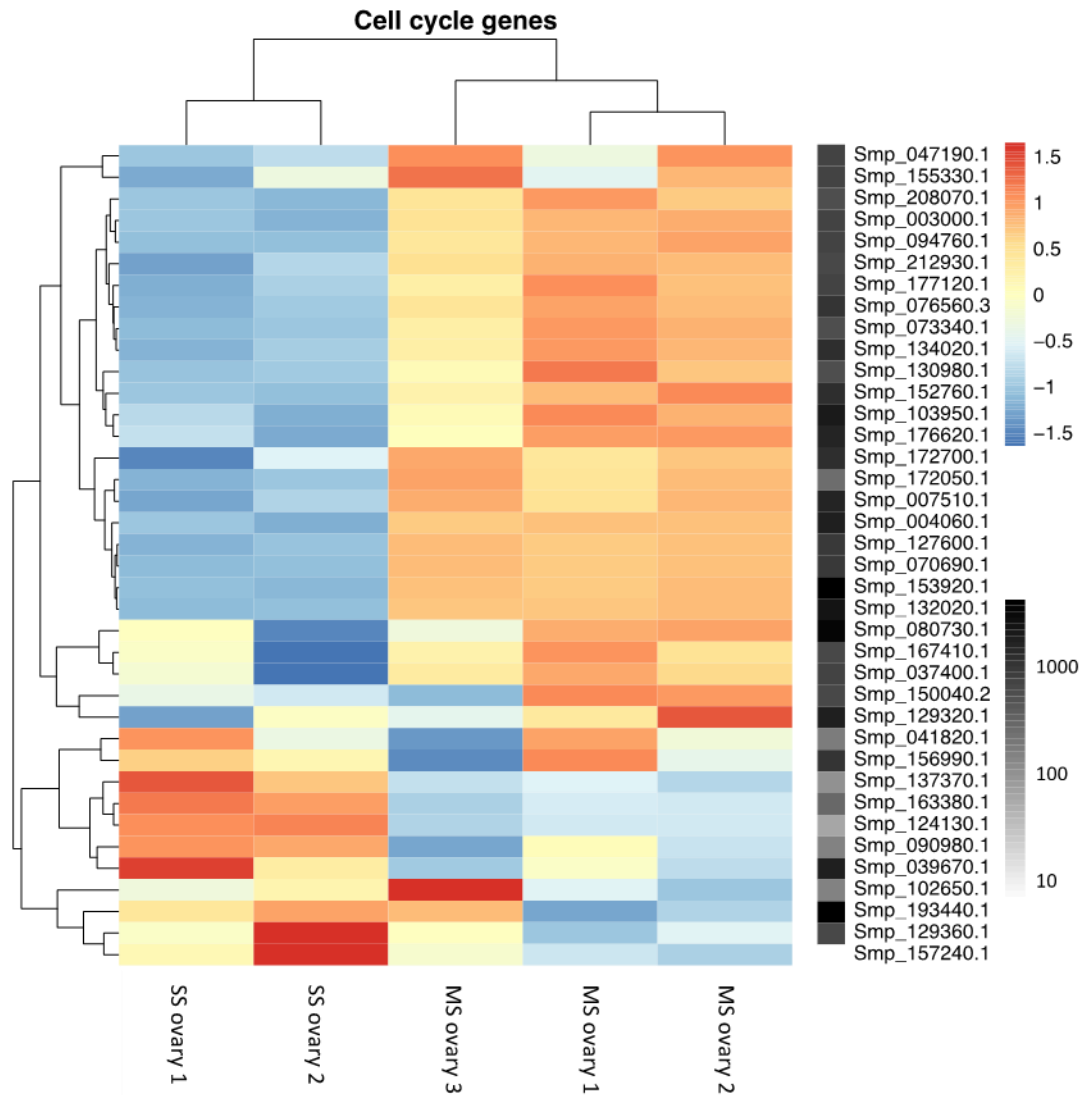 Cell cycle genes
Smp_047190.1
Smp_155330.1
Smp_208070.1
Smp_003000.1
Smp_094760.1
Smp_212930.1
Smp_177120.1
Smp_076560.3
Smp_073340.1
Smp_134020.1
Smp_130980.1
Smp_152760.1
Smp_103950.1
Smp_176620.1
Smp_172700.1
Smp_172050.1
Smp_007510.1
Smp_004060.1
Smp_127600.1
Smp_070690.1
Smp_153920.1
Smp_132020.1
Smp_080730.1
Smp_167410.1
Smp_037400.1
Smp_150040.2
Smp_129320.1
Smp_041820.1
Smp_156990.1
Smp_137370.1
Smp_163380.1
Smp_124130.1
Smp_090980.1
Smp_039670.1
Smp_102650.1
Smp_193440.1
Smp_129360.1
Smp_157240.1
1.5
1
0.5
0
−0.5
−1
−1.5
1000
100
10
SS ovary 1
SS ovary 2
MS ovary 3
MS ovary 1
MS ovary 2